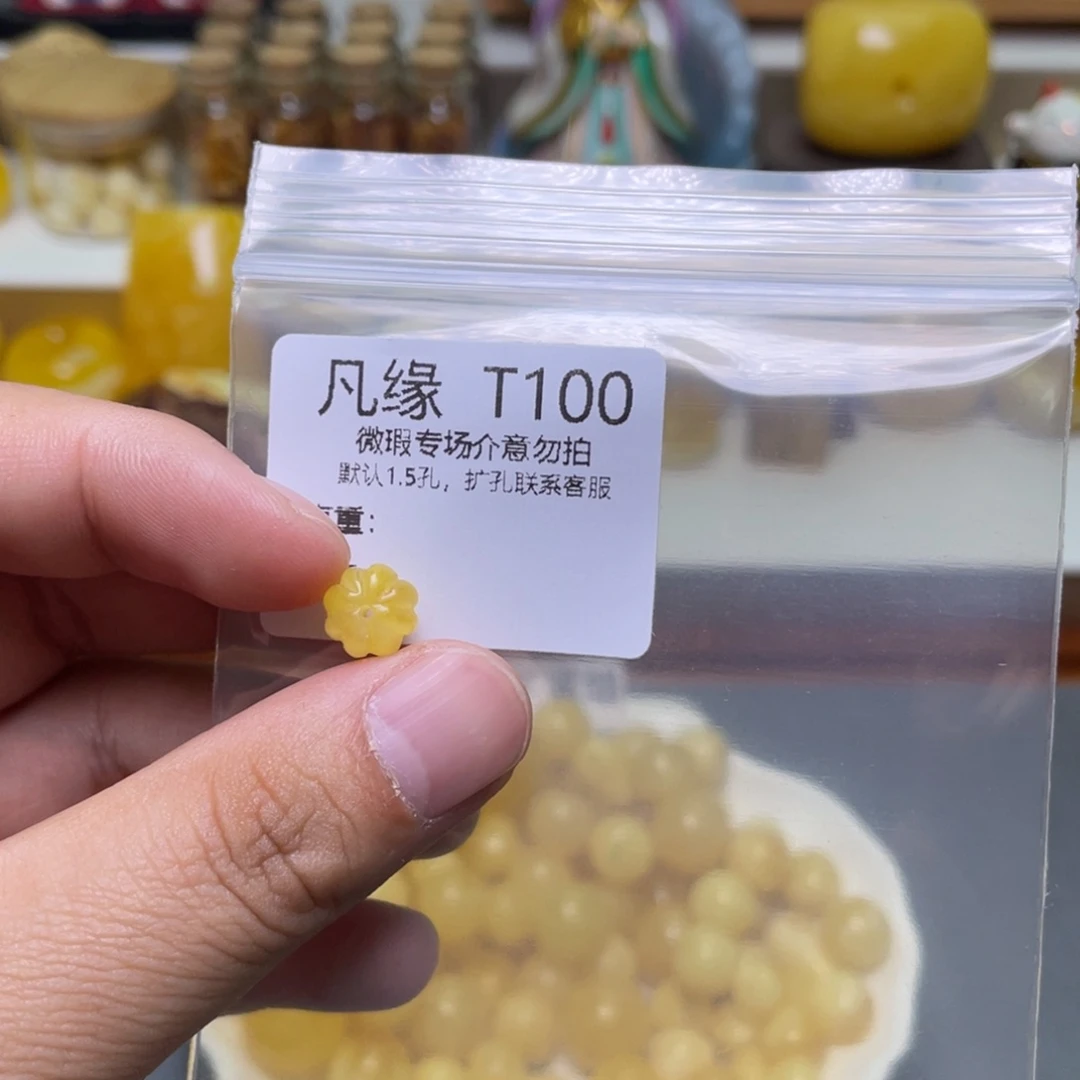 凡缘 T100
微瑕专场介意勿拍
默认1.5孔，扩孔联系客服
重：